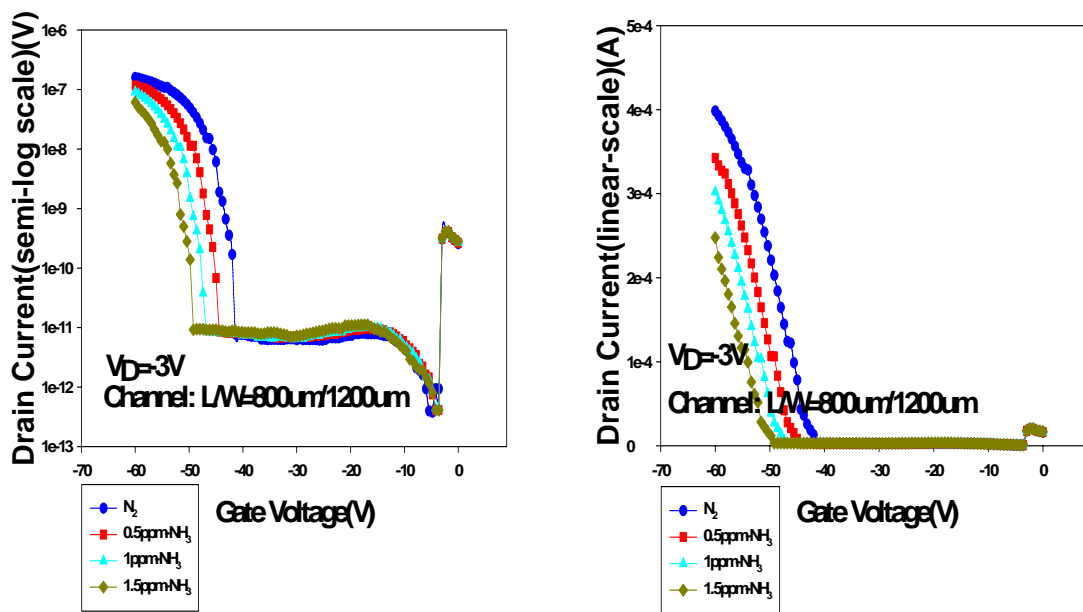 Drain Current(semi-log scale)(V)
1e-6
1e-7
1e-8
1e-9
1e-10
1e-11
1e-12
1e-13
VD=-3V
Channel: L/W=800um/1200um
-70
-60
-50
-40
-30
-20
-10
0
Gate Voltage(V)
N2
0.5ppm-NH3
1ppm-NH3
1.5ppm-NH3
Drain Current(linear-scale)(A)
5e-4
4e-4
3e-4
2e-4
1e-4
0
VD=-3V
Channel: L/W=800um/1200um
-70
-60
-50
-40
-30
-20
-10
0
Gate Voltage(V)
N2
0.5ppm-NH3
1ppm-NH3
1.5ppm-NH3